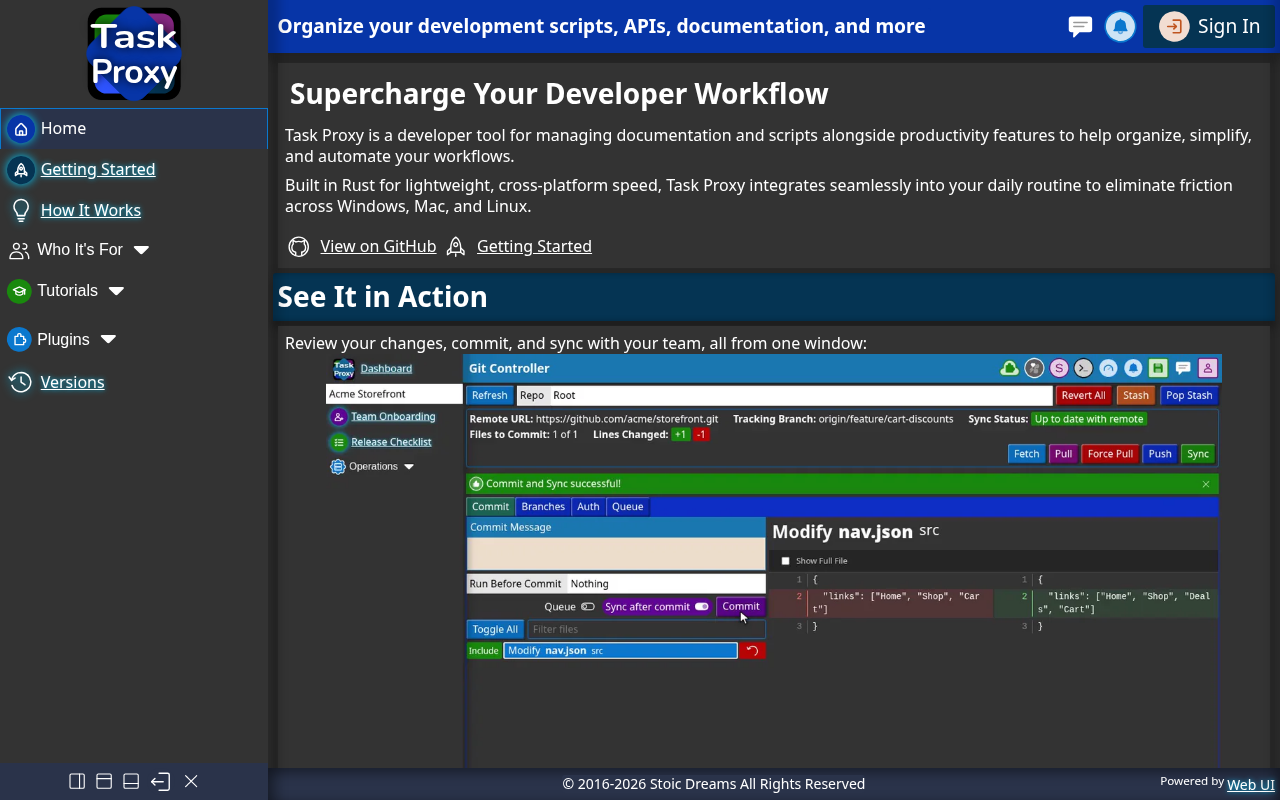 Task
Proxy
Home
Getting Started
How It Works
Who It's For
Tutorials
Plugins
Versions
Organize your development scripts, APIs, documentation, and more
Sign In
Supercharge Your Developer Workflow
Task Proxy is a developer tool for managing documentation and scripts alongside productivity features to help organize, simplify,
and automate your workflows.
Built in Rust for lightweight, cross-platform speed, Task Proxy integrates seamlessly into your daily routine to eliminate friction
across Windows, Mac, and Linux.
View on GitHub Getting Started
See It in Action
Review your changes, commit, and sync with your team, all from one window:
Task
Proxy
Dashboard
Acme Storefront
Team Onboarding
Release Checklist
Operations
Git Controller
S
Refresh Repo Root Revert All Stash Pop Stash
Remote URL: https://github.com/acme/storefront.git Tracking Branch: origin/feature/cart-discounts Sync Status: Up to date with remote
Files to Commit: 1 of 1 Lines Changed: +1 -1
Fetch Pull Force Pull Push Sync
Commit and Sync successful!
Commit Branches Auth Queue
Commit Message
Run Before Commit Nothing
Queue Sync after commit Commit
Toggle All Filter files
Include Modify nav.json src
Modify nav.json src
Show Full File
1 { 1 {
2 "links": ["Home", "Shop", "Car 2 "links": ["Home", "Shop", "Deal
t"] s", "Cart"]
3 } 3 }
© 2016-2026 Stoic Dreams All Rights Reserved
Powered by Web UI